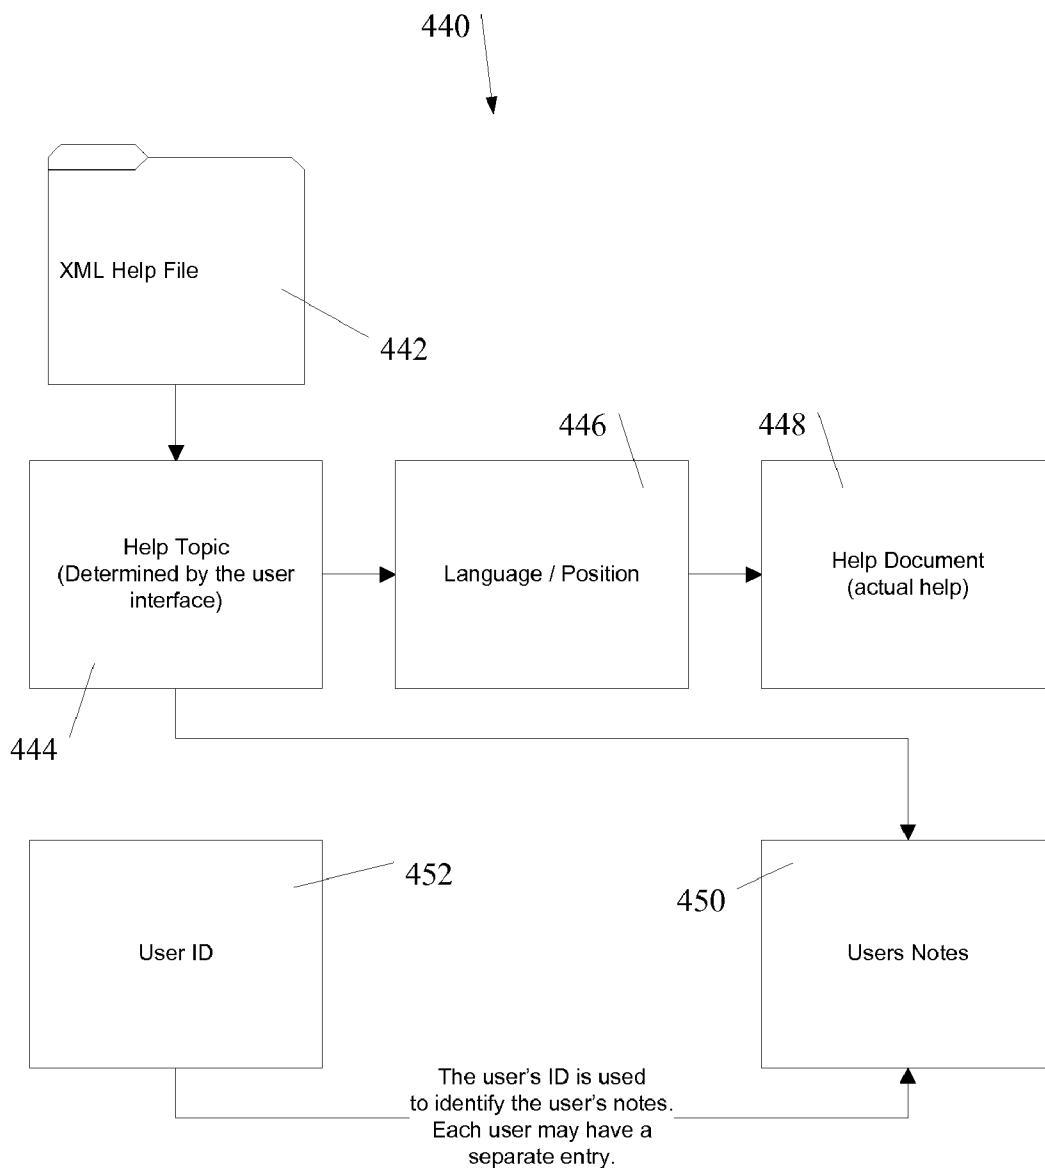 440
XML Help File
442
446
448
Help Topic
(Determined by the user
interface)
Language / Position
Help Document
(actual help)
444
452
450
User ID
Users Notes
The user's ID is used
to identify the user's notes.
Each user may have a
separate entry.